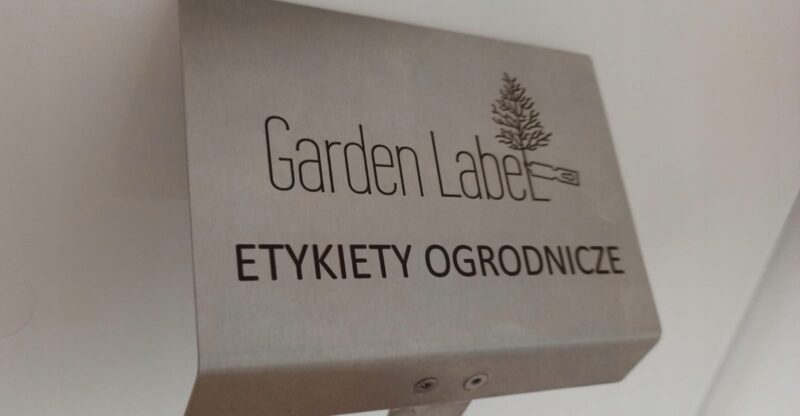 Garden Label
ETYKIETY OGRODNICZE